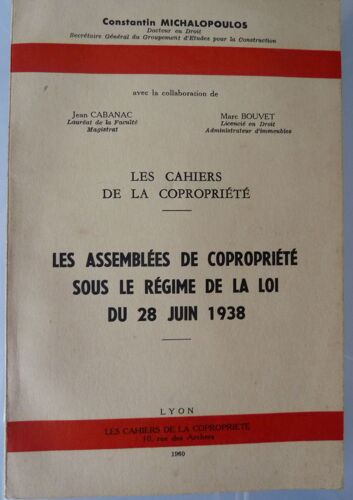 Constantin MICHALOPOULOS
Docteur en Droit
Secrétaire Général du Groupement d'Etudes pour la Construction
avec la collaboration de
Jean CABANAC
Lauréat de la Faculté
Magistrat
Marc BOUVET
Licencié en Droit
Administrateur d'immeubles
LES CAHIERS
DE LA COPROPRIÉTÉ
LES ASSEMBLÉES DE COPROPRIÉTÉ
SOUS LE RÉGIME DE LA LOI
DU 28 JUIN 1938
LYON
LES CAHIERS DE LA COPROPRIETE
10, rue des Archers
1960